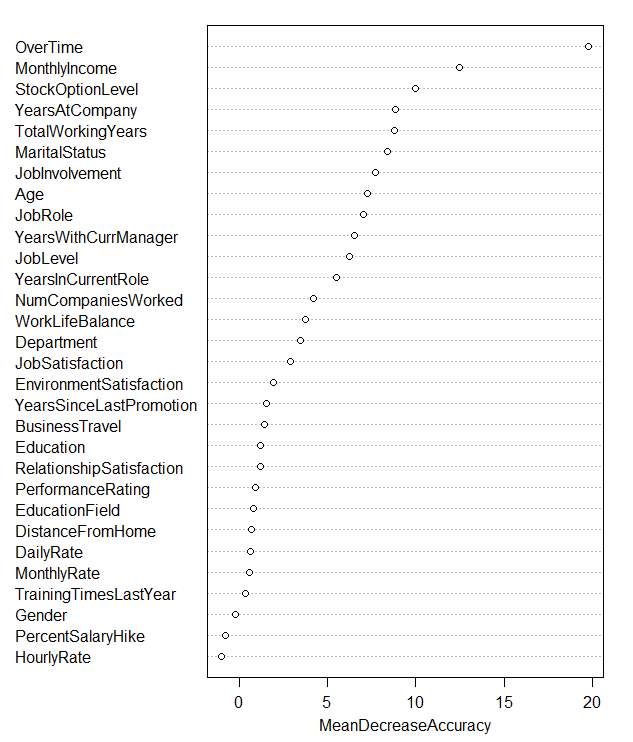 OverTime
MonthlyIncome
StockOptionLevel
YearsAtCompany
TotalWorkingYears
MaritalStatus
JobInvolvement
Age
JobRole
YearsWithCurrManager
JobLevel
YearsInCurrentRole
NumCompaniesWorked
WorkLifeBalance
Department
JobSatisfaction
EnvironmentSatisfaction
YearsSinceLastPromotion
BusinessTravel
Education
RelationshipSatisfaction
PerformanceRating
EducationField
DistanceFromHome
DailyRate
MonthlyRate
TrainingTimesLastYear
Gender
PercentSalaryHike
HourlyRate
0 5 10 15 20
MeanDecreaseAccuracy